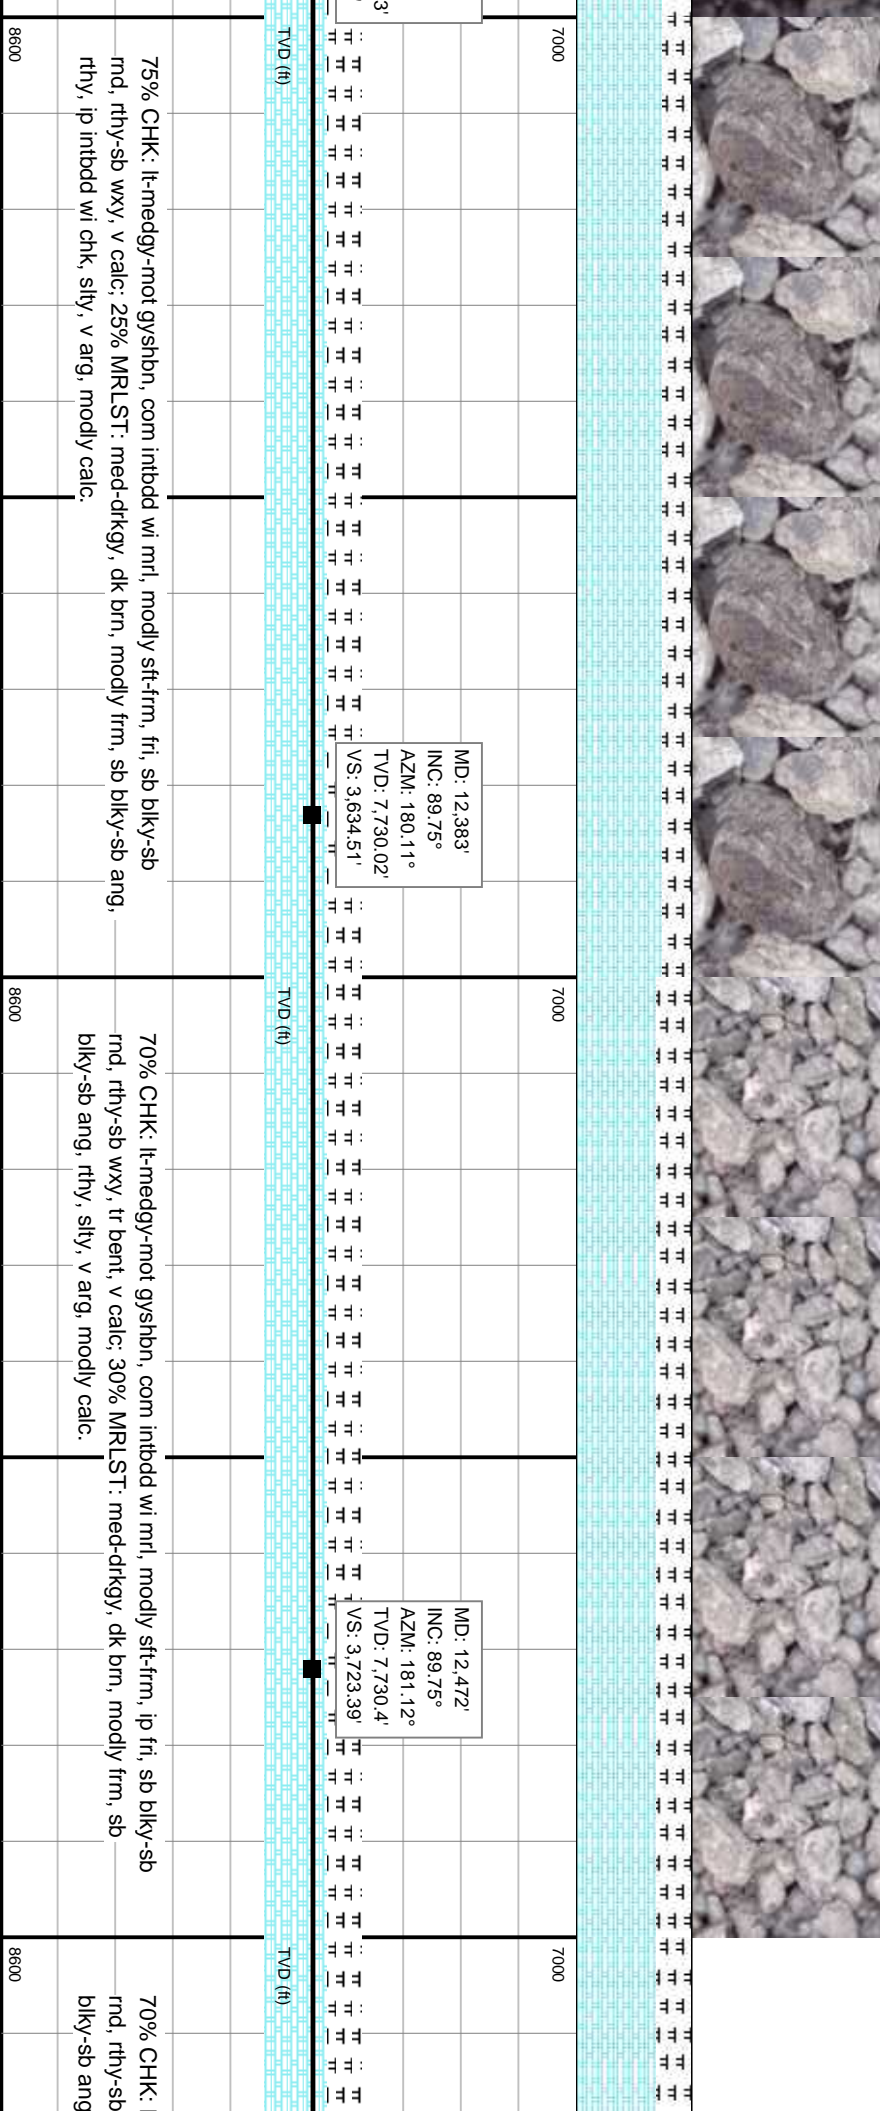 3'
7000
TVD (ft)
8600
75% CHK: lt-medgy-mot gyshbn, com intbdd wi mrl, modly sft-frm, fri, sb blky-sb
rnd, rthy-sb wxy, v calc; 25% MRLST: med-drkgy, dk brn, modly frm, sb blky-sb ang,
rthy, ip intbdd wi chk, slty, v arg, modly calc.
MD: 12,383'
INC: 89.75°
AZM: 180.11°
TVD: 7,730.02'
VS: 3,634.51'
7000
TVD (ft)
8600
70% CHK: lt-medgy-mot gyshbn, com intbdd wi mrl, modly sft-frm, ip fri, sb blky-sb
rnd, rthy-sb wxy, tr bent, v calc; 30% MRLST: med-drkgy, dk brn, modly frm, sb
blky-sb ang, rthy, slty, v arg, modly calc.
MD: 12,472'
INC: 89.75°
AZM: 181.12°
TVD: 7,730.4'
VS: 3,723.39'
7000
TVD (ft)
8600
70% CHK:
rnd, rthy-sb
blky-sb ang